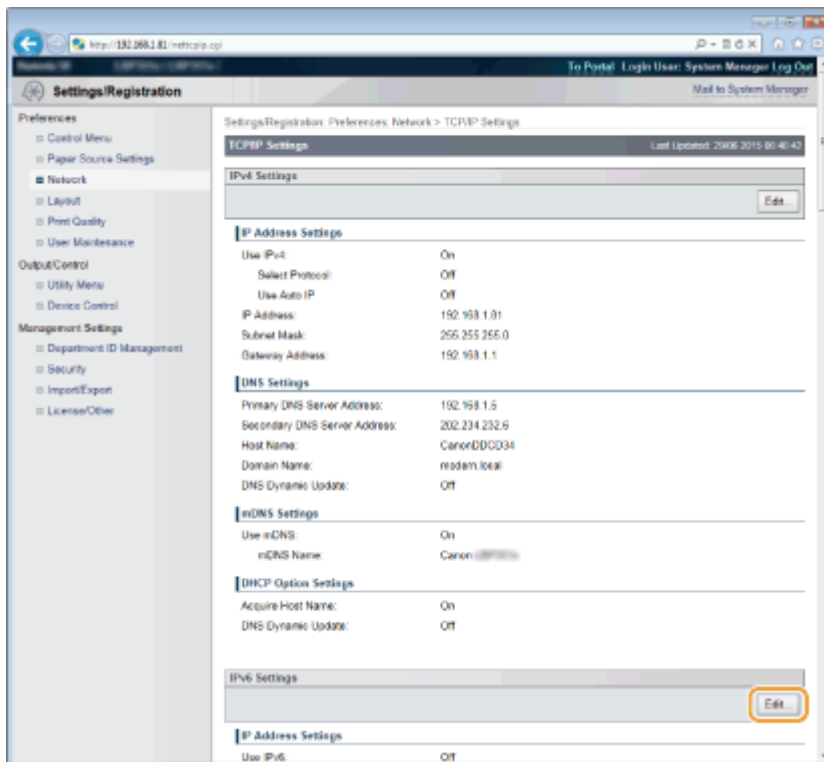 http://192.168.1.81/nettcpip.cgi
To Portal Login User: System Manager Log Out
Settings/Registration
Mail to System Manager
Preferences
Control Menu
Paper Source Settings
Network
Layout
Print Quality
User Maintenance
Output/Control
Utility Menu
Device Control
Management Settings
Department ID Management
Security
Import/Export
License/Other
Settings/Registration: Preferences: Network > TCP/IP Settings
TCP/IP Settings
Last Updated: 29/06 2015 06:46:42
IPv4 Settings
Edit...
IP Address Settings
Use IPv4: On
Select Protocol: Off
Use Auto IP Off
IP Address: 192.168.1.81
Subnet Mask: 255.255.255.0
Gateway Address: 192.168.1.1
DNS Settings
Primary DNS Server Address: 192.168.1.5
Secondary DNS Server Address: 202.234.232.6
Host Name: CanonDDCD34
Domain Name: modem.local
DNS Dynamic Update: Off
mDNS Settings
Use mDNS: On
mDNS Name: Canon
DHCP Option Settings
Acquire Host Name: On
DNS Dynamic Update: Off
IPv6 Settings
Edit...
IP Address Settings
Use IPv6: Off